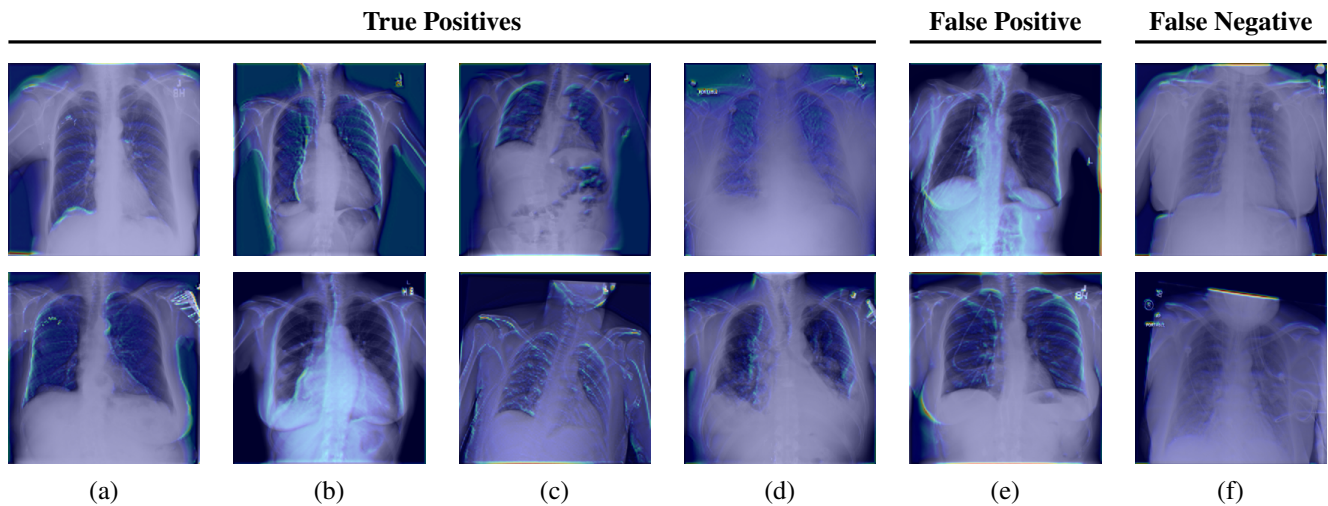 True Positives
False Positive
False Negative
(a)
(b)
(c)
(d)
(e)
(f)